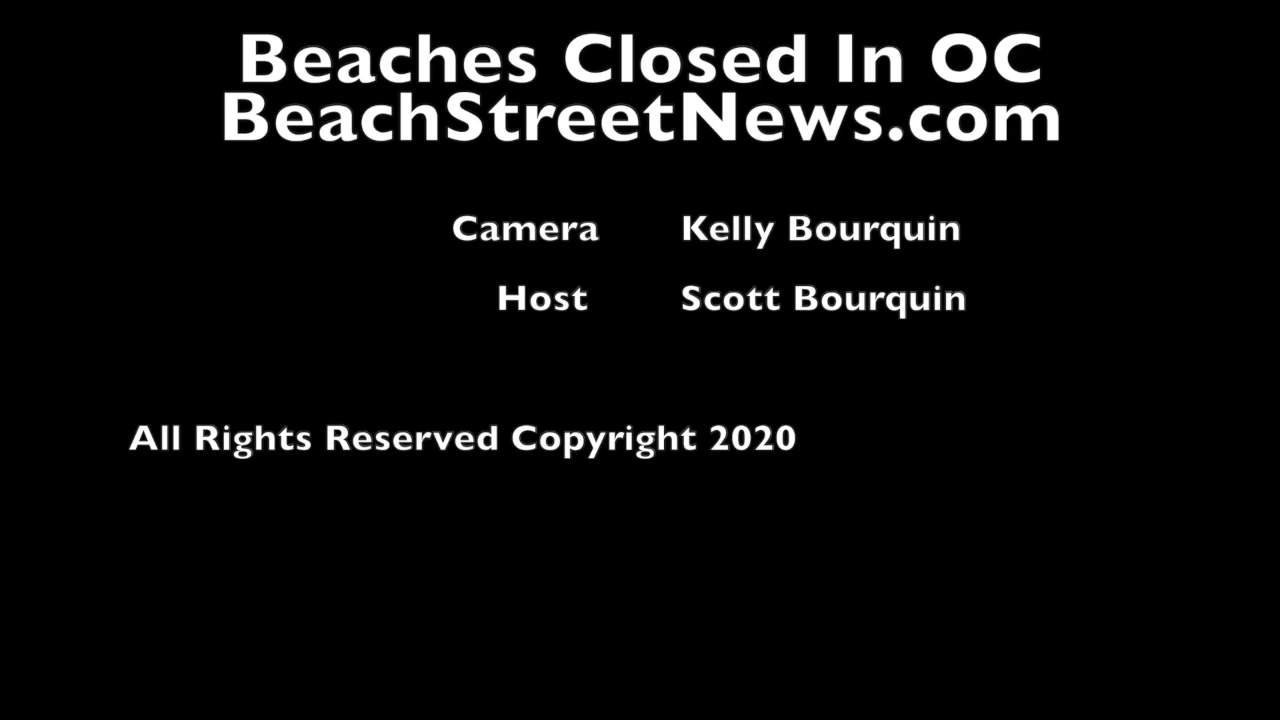 Beaches Closed In OC
BeachStreetNews.com
Camera Kelly Bourquin
Host Scott Bourquin
All Rights Reserved Copyright 2020